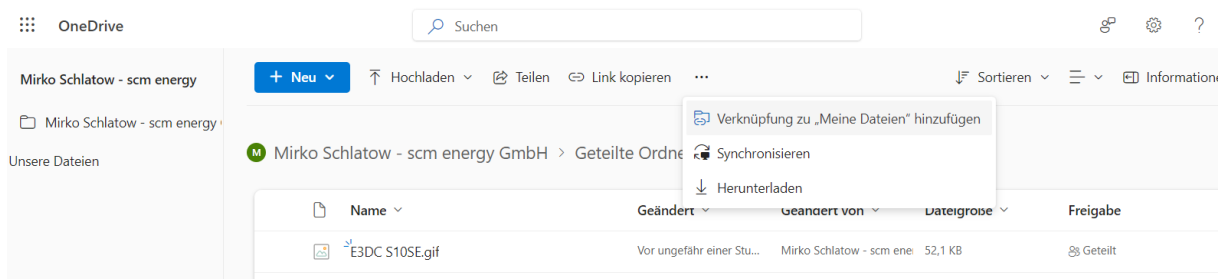 OneDrive
Suchen
Mirko Schlatow - scm energy
Neu
Hochladen
Teilen
Link kopieren
Sortieren
Informatione
Verknüpfung zu „Meine Dateien" hinzufügen
Mirko Schlatow - scm energy
Synchronisieren
Unsere Dateien
M
Mirko Schlatow - scm energy GmbH > Geteilte Ordne
Herunterladen
Name
Geändert
Geändert von
Dateigröße
Freigabe
E3DC S10SE.gif
Vor ungefähr einer Stu...
Mirko Schlatow - scm ener
52,1 KB
Geteilt